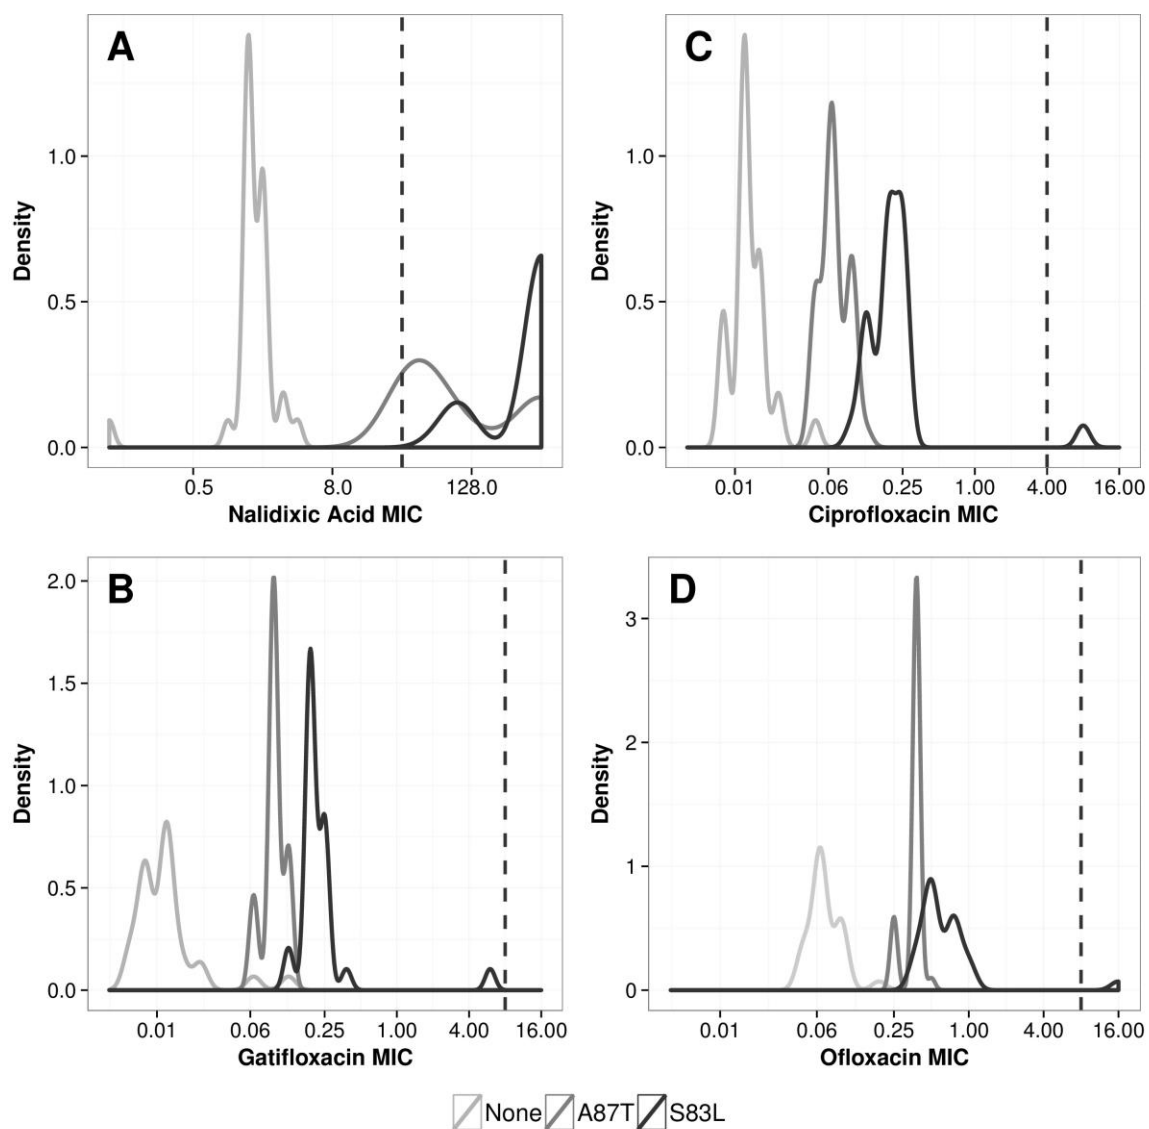 A
Density
1.0
0.5
0.0
0.5 8.0 128.0
Nalidixic Acid MIC
C
Density
1.0
0.5
0.0
0.01 0.06 0.25 1.00 4.00 16.00
Ciprofloxacin MIC
B
Density
2.0
1.5
1.0
0.5
0.0
0.01 0.06 0.25 1.00 4.00 16.00
Gatifloxacin MIC
D
Density
3
2
1
0
0.01 0.06 0.25 1.00 4.00 16.00
Ofloxacin MIC
None A87T S83L